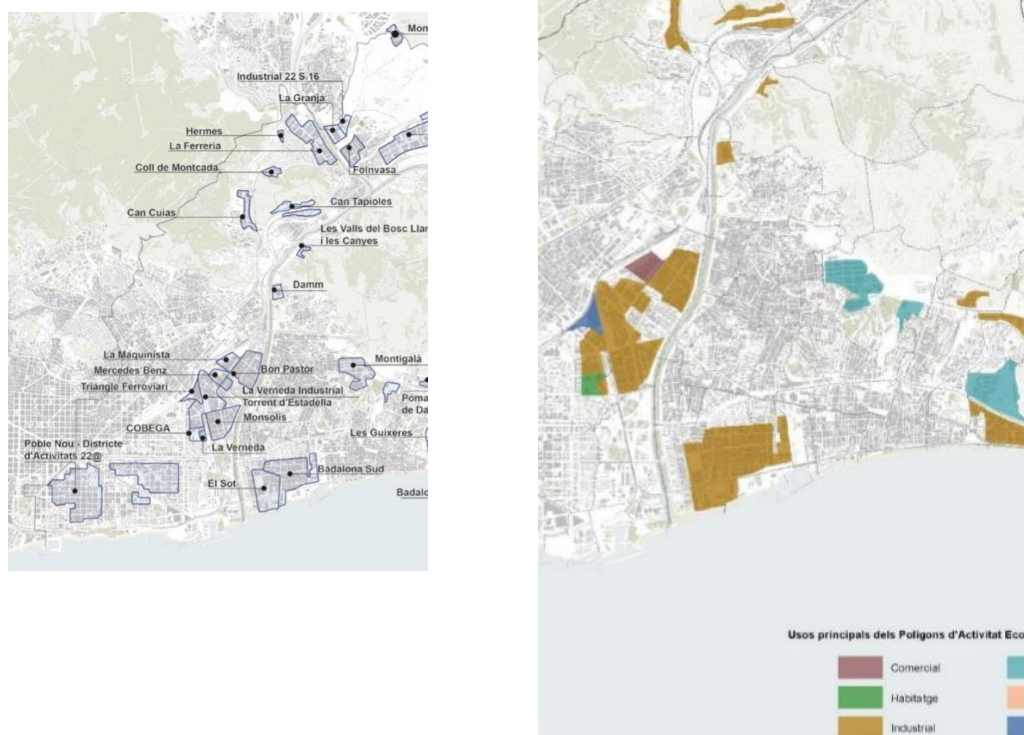 Mon
Industrial 22 S.16
La Granja
Hermes
La Ferreria
Foinvasa
Coll de Montcada
Can Tapioles
Can Cuias
Les Valls del Bosc Llar
i les Canyes
Damm
La Maquinista
Montigalà
Mercedes Benz
Bon Pastor
Triangle Ferroviari
La Verneda Industrial
Torrent d'Estadella
Poma
de Da
Monsolis
COBEGA
Les Guixeres
Poble Nou - Districte
d'Activitats 22@
La Verneda
Badalona Sud
El Sot
Badalo
Usos principals dels Polígons d'Activitat Eco
Comercial
Habitatge
Industrial